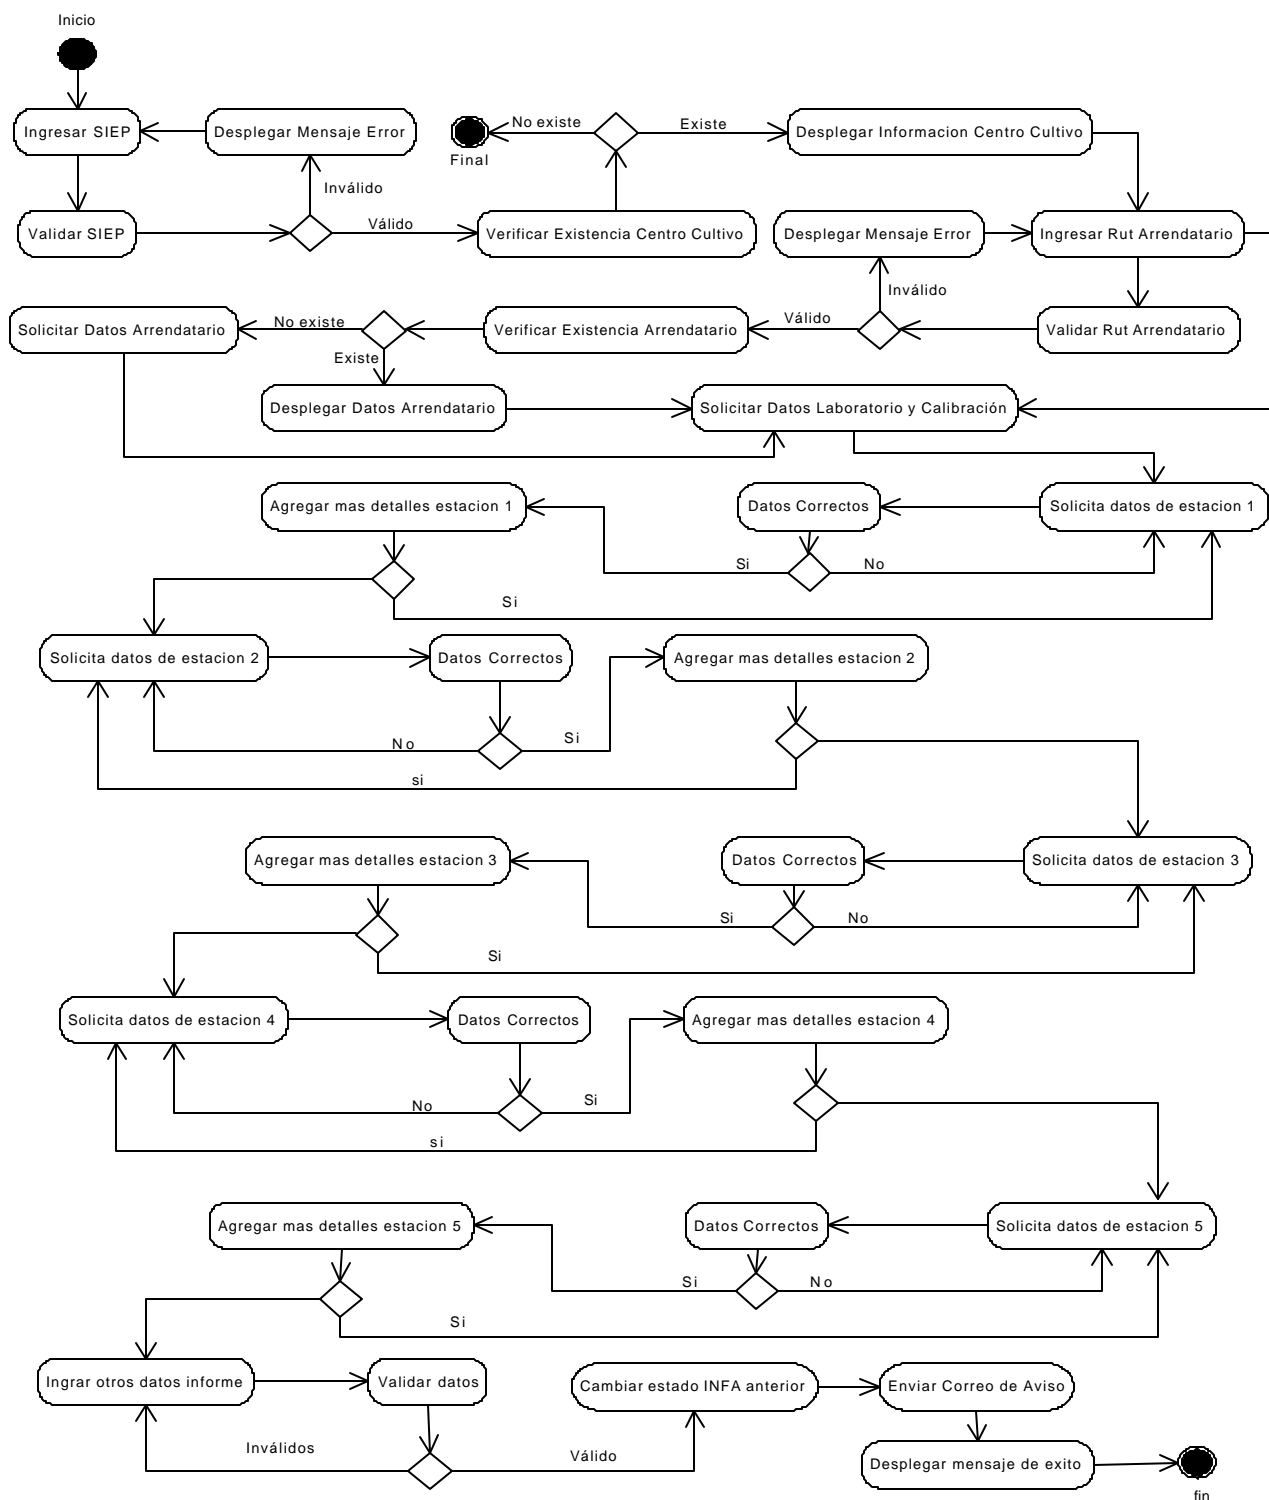 Inicio
Ingresar SIEP
Desplegar Mensaje Error
No existe
Existe
Desplegar Informacion Centro Cultivo
Final
Inválido
Validar SIEP
Válido
Verificar Existencia Centro Cultivo
Desplegar Mensaje Error
Ingresar Rut Arrendatario
Inválido
Solicitar Datos Arrendatario
No existe
Verificar Existencia Arrendatario
Válido
Validar Rut Arrendatario
Existe
Desplegar Datos Arrendatario
Solicitar Datos Laboratorio y Calibración
Agregar mas detalles estacion 1
Datos Correctos
Solicita datos de estacion 1
Si
No
Si
Solicita datos de estacion 2
Datos Correctos
Agregar mas detalles estacion 2
No
Si
si
Agregar mas detalles estacion 3
Datos Correctos
Solicita datos de estacion 3
Si
No
Si
Solicita datos de estacion 4
Datos Correctos
Agregar mas detalles estacion 4
No
Si
si
Agregar mas detalles estacion 5
Datos Correctos
Solicita datos de estacion 5
Si
No
Si
Ingrar otros datos informe
Validar datos
Cambiar estado INFA anterior
Enviar Correo de Aviso
Inválidos
Válido
Desplegar mensaje de exito
fin